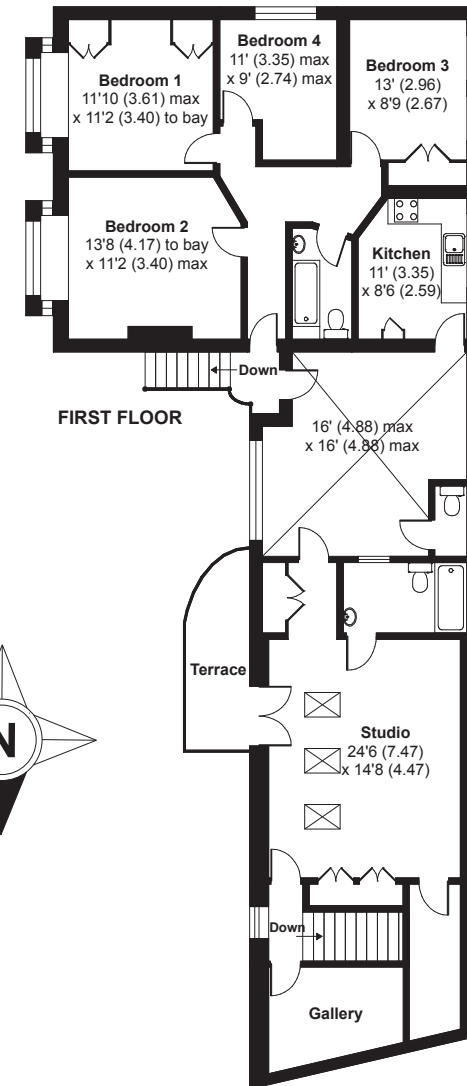 Bedroom 1
11'10 (3.61) max
x 11'2 (3.40) to bay
Bedroom 4
11' (3.35) max
x 9' (2.74) max
Bedroom 3
13' (2.96)
x 8'9 (2.67)
Bedroom 2
13'8 (4.17) to bay
x 11'2 (3.40) max
Kitchen
11' (3.35)
x 8'6 (2.59)
Down
FIRST FLOOR
16' (4.88) max
x 16' (4.88) max
Terrace
N
Studio
24'6 (7.47)
x 14'8 (4.47)
Down
Gallery